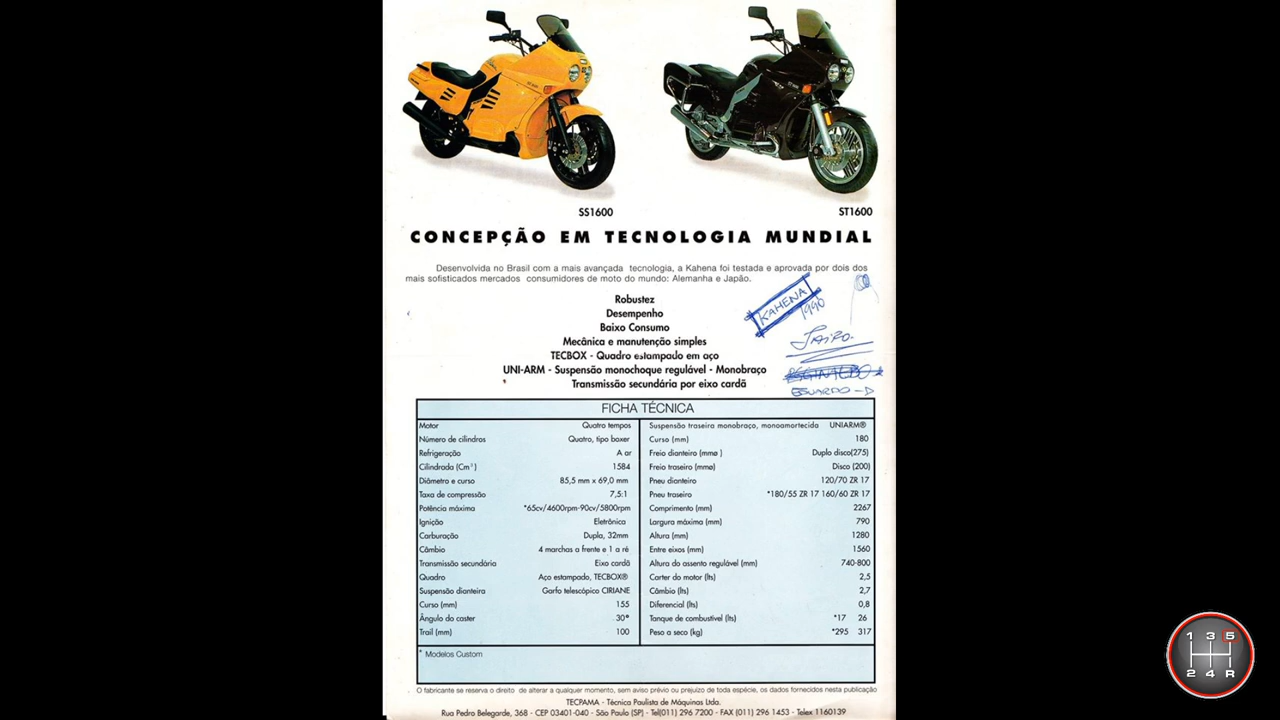 SS1600
ST1600
CONCEPÇÃO EM TECNOLOGIA MUNDIAL
Desenvolvida no Brasil com a mais avançada tecnologia, a Kahena foi testada e aprovada por dois dos
mais sofisticados mercados consumidores de moto do mundo: Alemanha e Japão.
KAHENA
1990
JAIRO.
EDUARDO-D
Robustez
Desempenho
Baixo Consumo
Mecânica e manutenção simples
TECBOX - Quadro estampado em aço
UNI-ARM - Suspensão monochoque regulável - Monobraço
Transmissão secundária por eixo cardã
FICHA TÉCNICA
Motor Quatro tempos
Número de cilindros Quatro, tipo boxer
Refrigeração A ar
Cilindrada (Cm³) 1584
Diâmetro e curso 85,5 mm x 69,0 mm
Taxa de compressão 7,5:1
Potência máxima *65cv/4600rpm-90cv/5800rpm
Ignição Eletrônica
Carburação Dupla, 32mm
Câmbio 4 marchas a frente e 1 a ré
Transmissão secundária Eixo cardã
Quadro Aço estampado, TECBOX®
Suspensão dianteira Garfo telescópico CIRIANE
Curso (mm) 155
Ângulo do caster 30°
Trail (mm) 100
* Modelos Custom
Suspensão traseira monobraço, monoamortecida UNIARM®
Curso (mm) 180
Freio dianteiro (mmø) Duplo disco(275)
Freio traseiro (mmø) Disco (200)
Pneu dianteiro 120/70 ZR 17
Pneu traseiro *180/55 ZR 17 160/60 ZR 17
Comprimento (mm) 2267
Largura máxima (mm) 790
Altura (mm) 1280
Entre eixos (mm) 1560
Altura do assento regulável (mm) 740-800
Carter do motor (lts) 2,5
Câmbio (lts) 2,7
Diferencial (lts) 0,8
Tanque de combustível (lts) *17 26
Peso a seco (kg) *295 317
O fabricante se reserva o direito de alterar a qualquer momento, sem aviso prévio ou prejuízo de toda espécie, os dados fornecidos nesta publicação
TECPAMA - Técnica Paulista de Máquinas Ltda.
Rua Pedro Belegarde, 368 - CEP 03401-040 - São Paulo (SP) - Tel(011) 296 7200 - FAX (011) 296 1453 - Telex 1160139
1 3 5
2 4 R